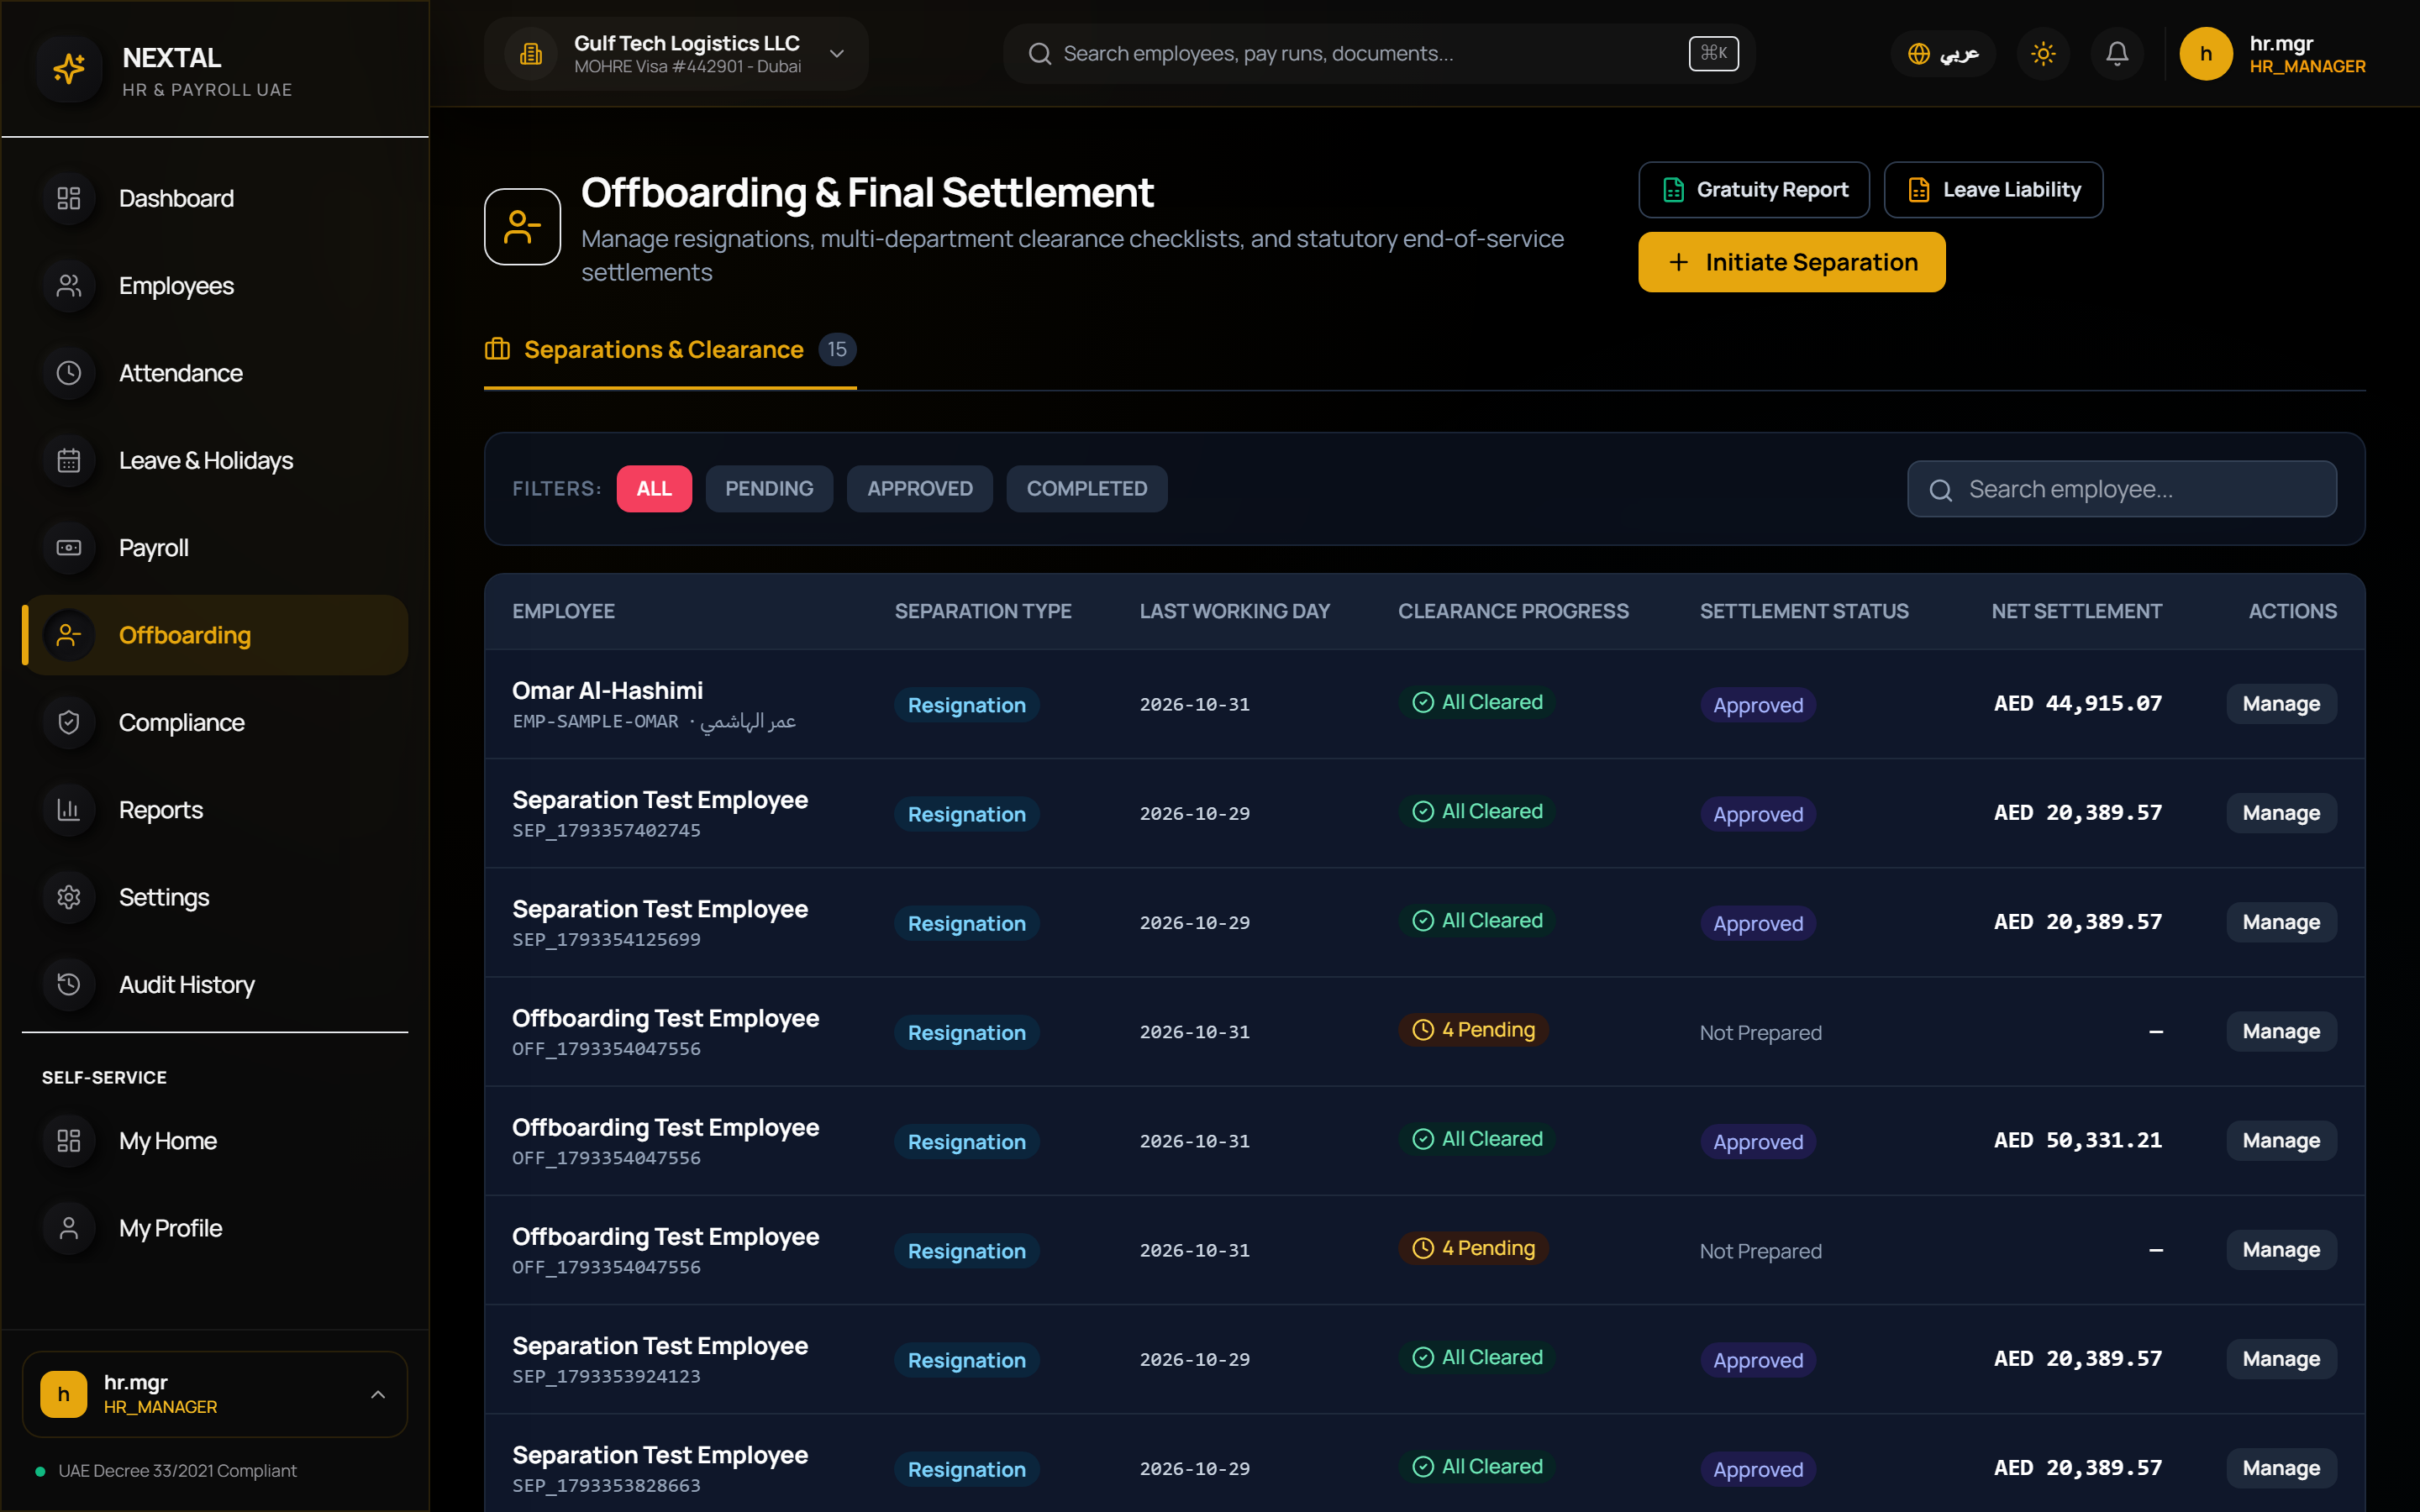 NEXTAL
HR & PAYROLL UAE
Dashboard
Employees
Attendance
Leave & Holidays
Payroll
Offboarding
Compliance
Reports
Settings
Audit History
SELF-SERVICE
My Home
My Profile
h
hr.mgr
HR_MANAGER
UAE Decree 33/2021 Compliant
Gulf Tech Logistics LLC
MOHRE Visa #442901 - Dubai
Search employees, pay runs, documents...
⌘K
عربي
h
hr.mgr
HR_MANAGER
Offboarding & Final Settlement
Manage resignations, multi-department clearance checklists, and statutory end-of-service
settlements
Gratuity Report
Leave Liability
Initiate Separation
Separations & Clearance 15
FILTERS: ALL PENDING APPROVED COMPLETED
Search employee...
EMPLOYEE SEPARATION TYPE LAST WORKING DAY CLEARANCE PROGRESS SETTLEMENT STATUS NET SETTLEMENT ACTIONS
Omar Al-Hashimi
EMP-SAMPLE-OMAR · عمر الهاشمي
Resignation 2026-10-31 All Cleared Approved AED 44,915.07 Manage
Separation Test Employee
SEP_1793357402745
Resignation 2026-10-29 All Cleared Approved AED 20,389.57 Manage
Separation Test Employee
SEP_1793354125699
Resignation 2026-10-29 All Cleared Approved AED 20,389.57 Manage
Offboarding Test Employee
OFF_1793354047556
Resignation 2026-10-31 4 Pending Not Prepared — Manage
Offboarding Test Employee
OFF_1793354047556
Resignation 2026-10-31 All Cleared Approved AED 50,331.21 Manage
Offboarding Test Employee
OFF_1793354047556
Resignation 2026-10-31 4 Pending Not Prepared — Manage
Separation Test Employee
SEP_1793353924123
Resignation 2026-10-29 All Cleared Approved AED 20,389.57 Manage
Separation Test Employee
SEP_1793353828663
Resignation 2026-10-29 All Cleared Approved AED 20,389.57 Manage